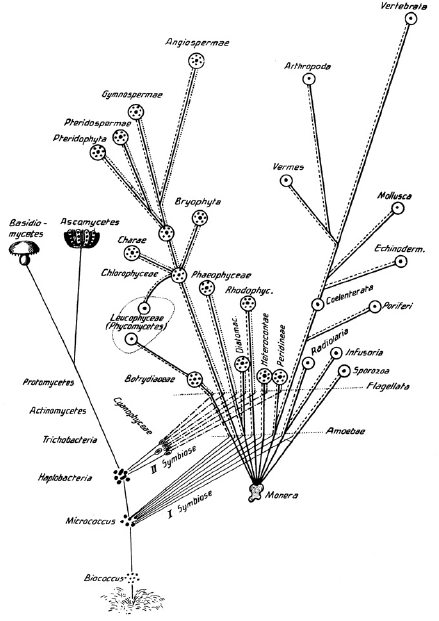 Vertebrata
Angiospermae
Arthropoda
Gymnospermae
Pteridospermae
Pteridophyta
Vermes
Bryophyta
Mollusca
Basidio-
mycetes
Ascomycetes
Charae
Echinoderm.
Chlorophyceae
Phaeophyceae
Rhodophyc.
Coelenterata
Poriferi
Leucophyceae
(Phycomycetes)
Diatomac.
Heterocontae
Peridineae
Radiolaria
Infusoria
Sporozoa
Botrydiaceae
Flagellata
Protomycetes
Cyanophyceae
Actinomycetes
Amoebae
Trichobacteria
II Symbiose
Haplobacteria
Monera
I Symbiose
Micrococcus
Biococcus